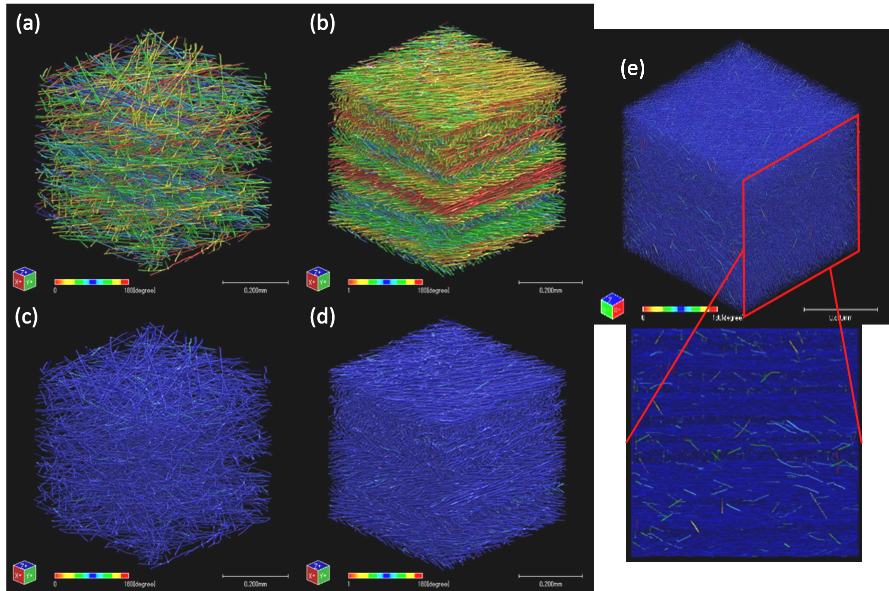 (a)
(b)
(e)
Z+
X+ Y+
0 180[degree]
0.200mm
Z+
X+ Y+
1 180[degree]
0.200mm
(c)
(d)
Z+
X+ Y+
0 180[degree]
0.200mm
Z+
X+ Y+
1 180[degree]
0.200mm